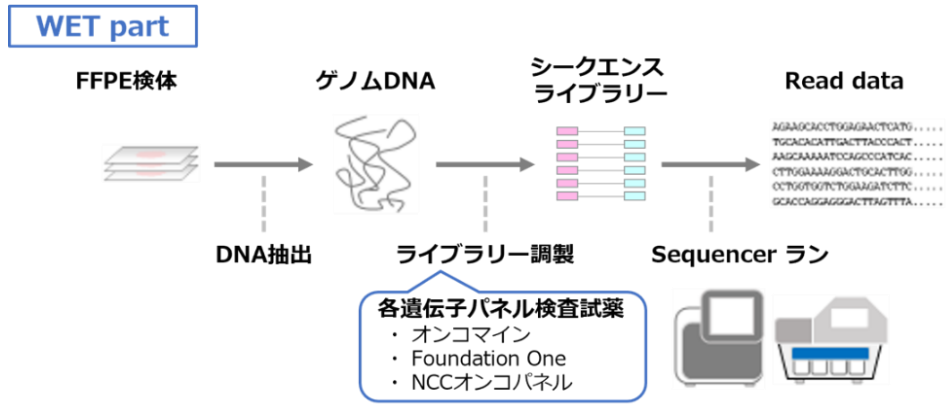 WET part
FFPE検体
ゲノムDNA
シークエンス
ライブラリー
Read data
AGAAGCACCTGGAGAACTCATG.....
TGCACACATTGACTTACCCACT.....
AAGCAAAAATCCAGCCCATCAC.....
CTTGGAAAAGGACTGCACTTGG.....
CCTGGTGGTCTGGAAGATCTTC.....
GCACCAGGAGGGACTTAGTTTA.....
DNA抽出
ライブラリー調製
Sequencer ラン
各遺伝子パネル検査試薬
・ オンコマイン
・ Foundation One
・ NCCオンコパネル